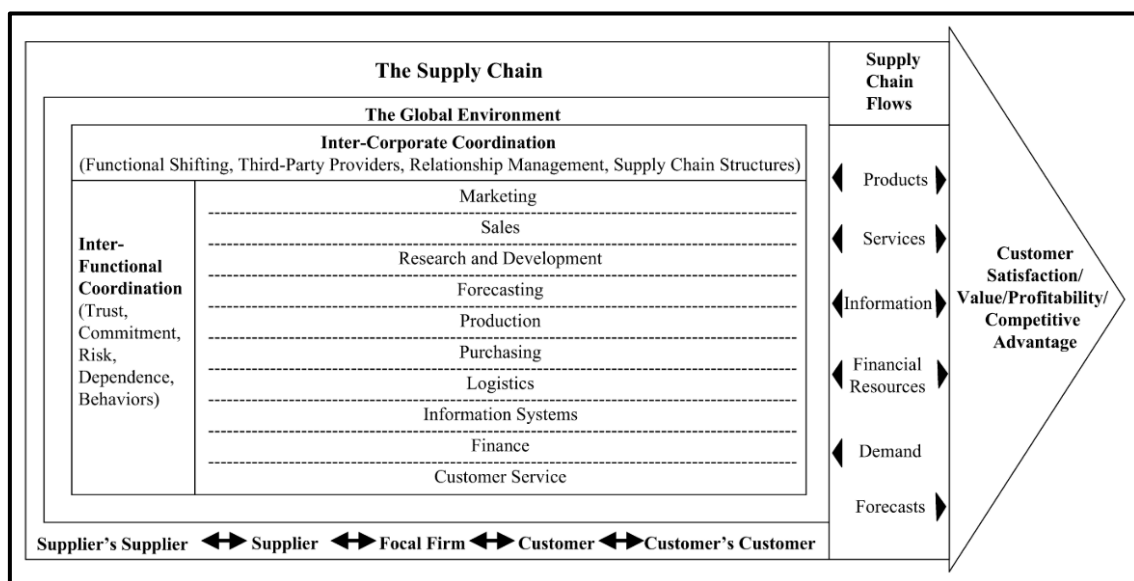 The Supply Chain
The Global Environment
Inter-Corporate Coordination
(Functional Shifting, Third-Party Providers, Relationship Management, Supply Chain Structures)
Inter-
Functional
Coordination
(Trust,
Commitment,
Risk,
Dependence,
Behaviors)
Marketing
Sales
Research and Development
Forecasting
Production
Purchasing
Logistics
Information Systems
Finance
Customer Service
Supplier's Supplier Supplier Focal Firm Customer Customer's Customer
Supply
Chain
Flows
Products
Services
Information
Financial
Resources
Demand
Forecasts
Customer
Satisfaction/
Value/Profitability/
Competitive
Advantage